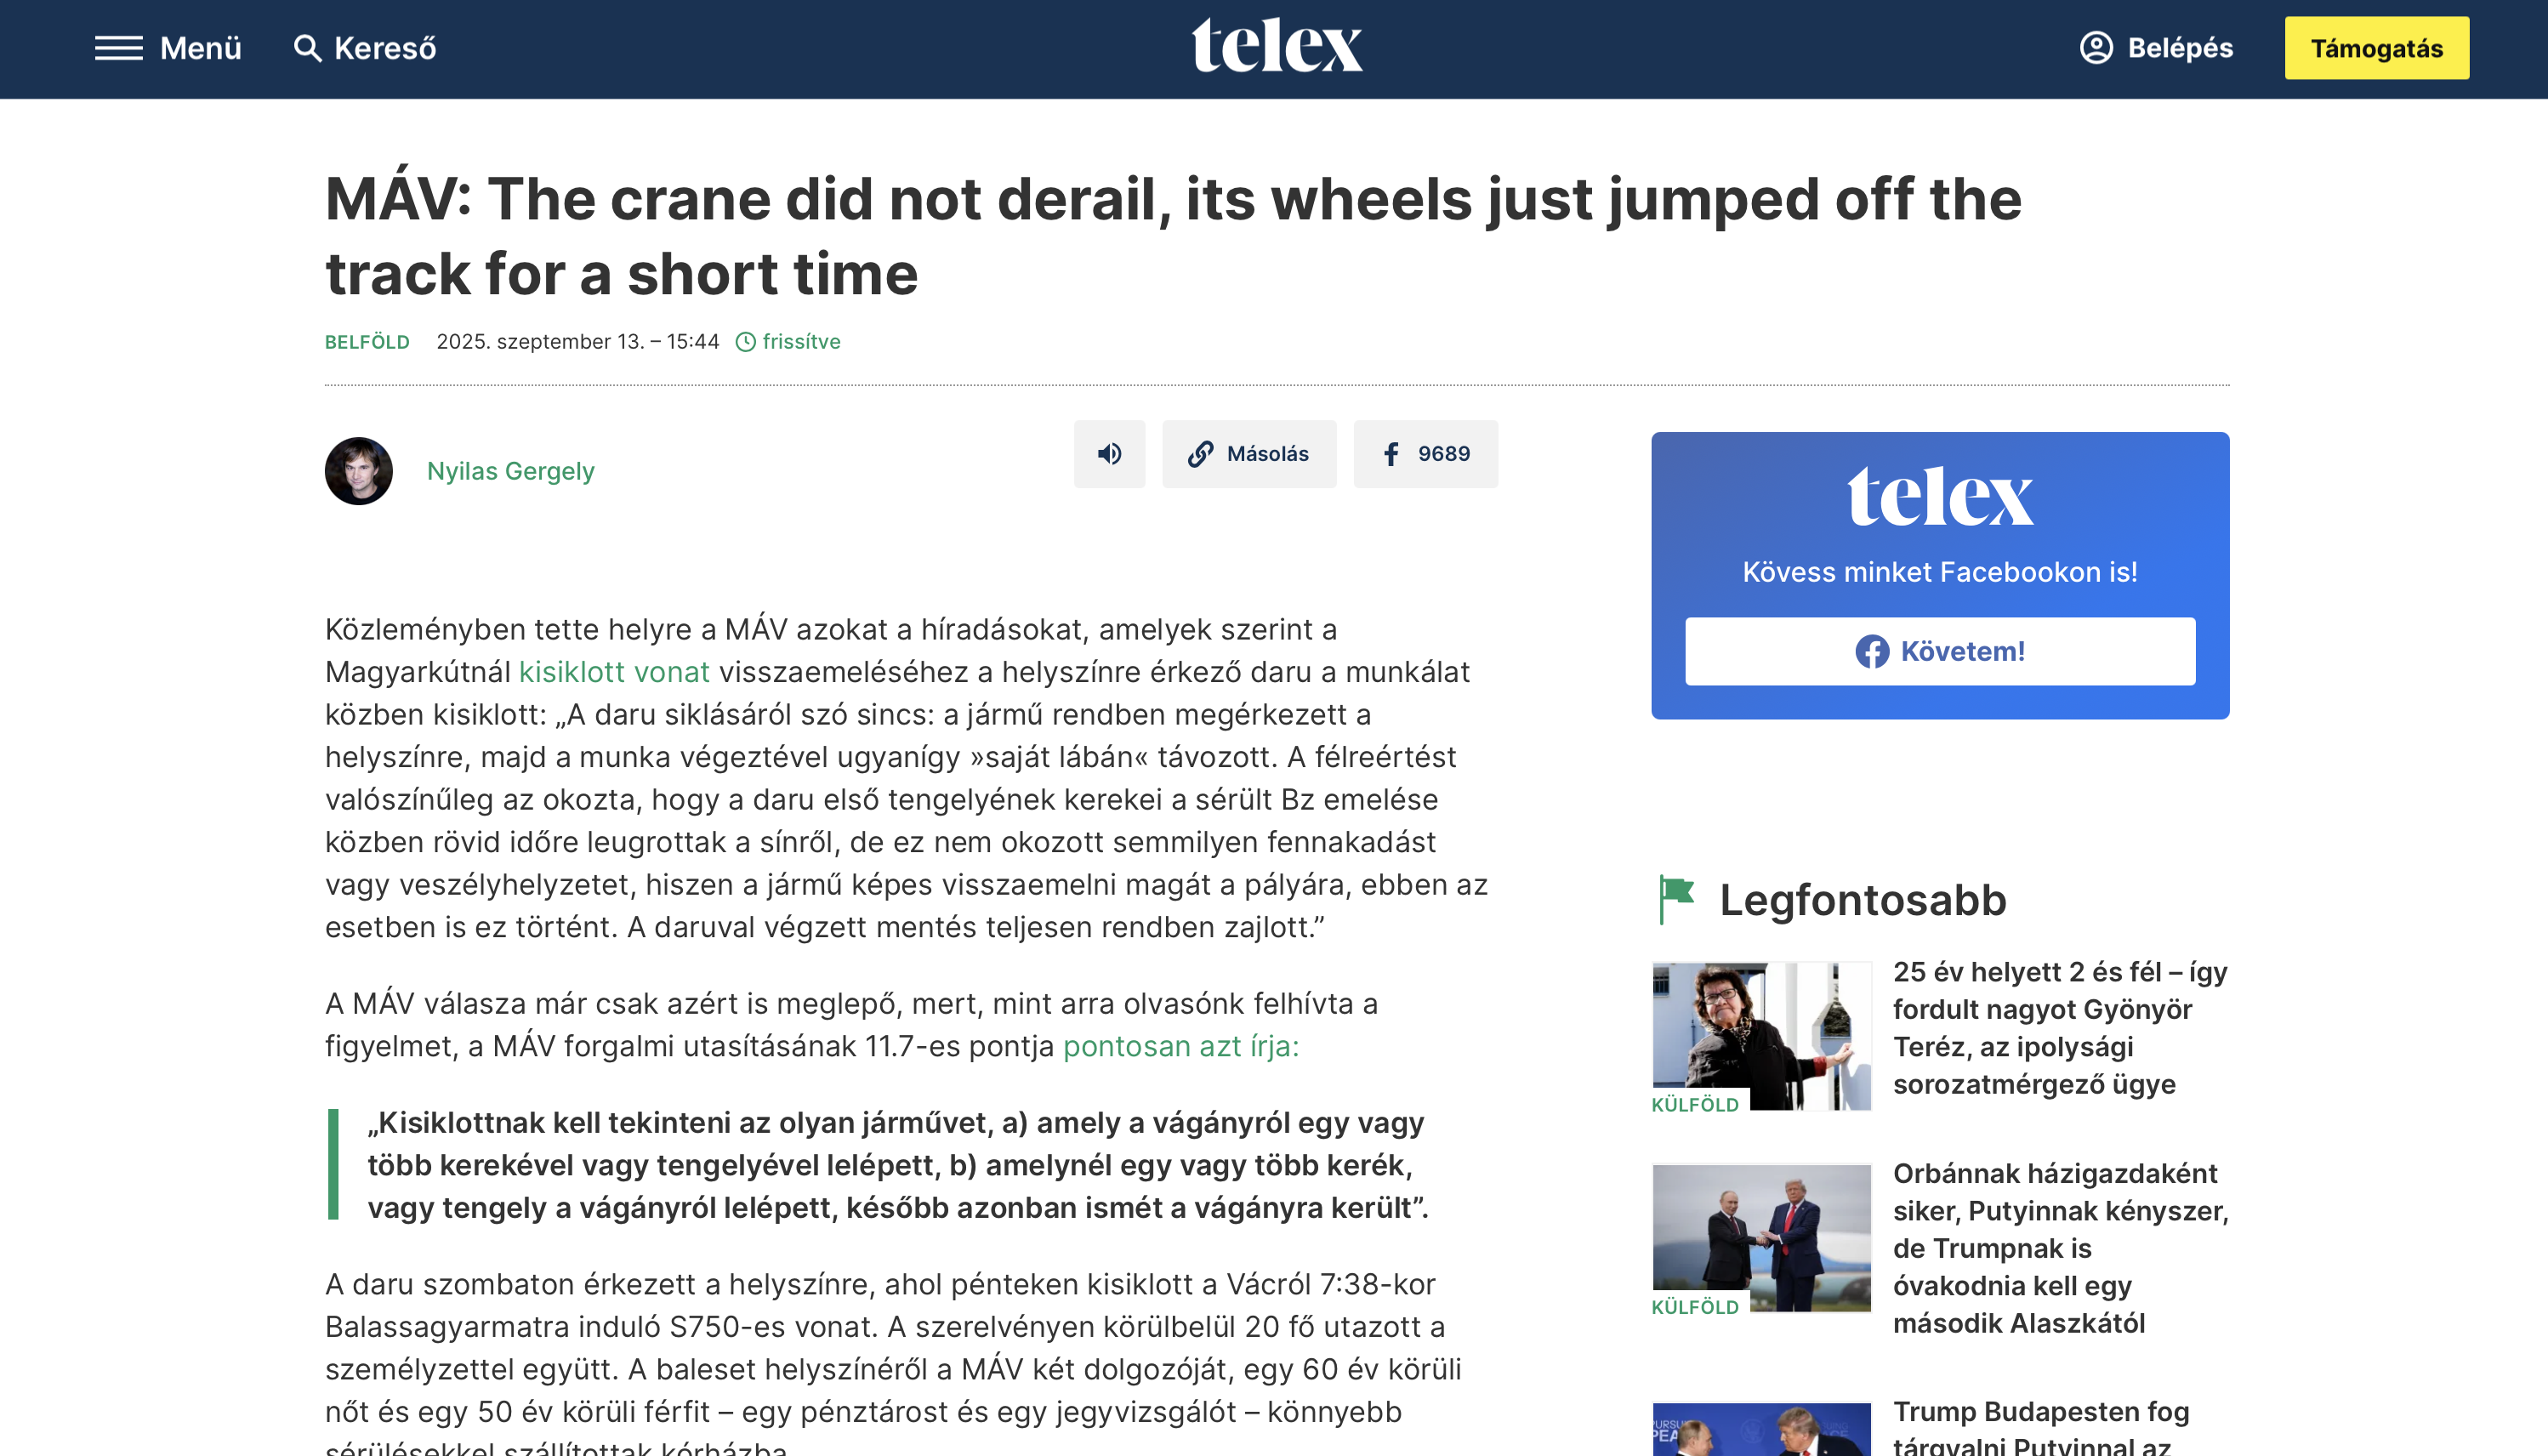 Menü
Kereső
telex
Belépés
Támogatás
MÁV: The crane did not derail, its wheels just jumped off the
track for a short time
BELFÖLD 2025. szeptember 13. – 15:44 frissítve
Nyilas Gergely
Másolás
9689
Közleményben tette helyre a MÁV azokat a híradásokat, amelyek szerint a
Magyarkútnál kisiklott vonat visszaemeléséhez a helyszínre érkező daru a munkálat
közben kisiklott: „A daru siklásáról szó sincs: a jármű rendben megérkezett a
helyszínre, majd a munka végeztével ugyanígy »saját lábán« távozott. A félreértést
valószínűleg az okozta, hogy a daru első tengelyének kerekei a sérült Bz emelése
közben rövid időre leugrottak a sínről, de ez nem okozott semmilyen fennakadást
vagy veszélyhelyzetet, hiszen a jármű képes visszaemelni magát a pályára, ebben az
esetben is ez történt. A daruval végzett mentés teljesen rendben zajlott.”
A MÁV válasza már csak azért is meglepő, mert, mint arra olvasónk felhívta a
figyelmet, a MÁV forgalmi utasításának 11.7-es pontja pontosan azt írja:
„Kisiklottnak kell tekinteni az olyan járművet, a) amely a vágányról egy vagy
több kerekével vagy tengelyével lelépett, b) amelynél egy vagy több kerék,
vagy tengely a vágányról lelépett, később azonban ismét a vágányra került”.
A daru szombaton érkezett a helyszínre, ahol pénteken kisiklott a Vácról 7:38-kor
Balassagyarmatra induló S750-es vonat. A szerelvényen körülbelül 20 fő utazott a
személyzettel együtt. A baleset helyszínéről a MÁV két dolgozóját, egy 60 év körüli
nőt és egy 50 év körüli férfit – egy pénztárost és egy jegyvizsgálót – könnyebb
sérülésekkel szállítottak kórházba.
telex
Kövess minket Facebookon is!
Követem!
Legfontosabb
25 év helyett 2 és fél – így
fordult nagyot Gyönyör
Teréz, az ipolysági
sorozatmérgező ügye
KÜLFÖLD
Orbánnak házigazdaként
siker, Putyinnak kényszer,
de Trumpnak is
óvakodnia kell egy
második Alaszkától
KÜLFÖLD
Trump Budapesten fog
tárgyalni Putyinnal az